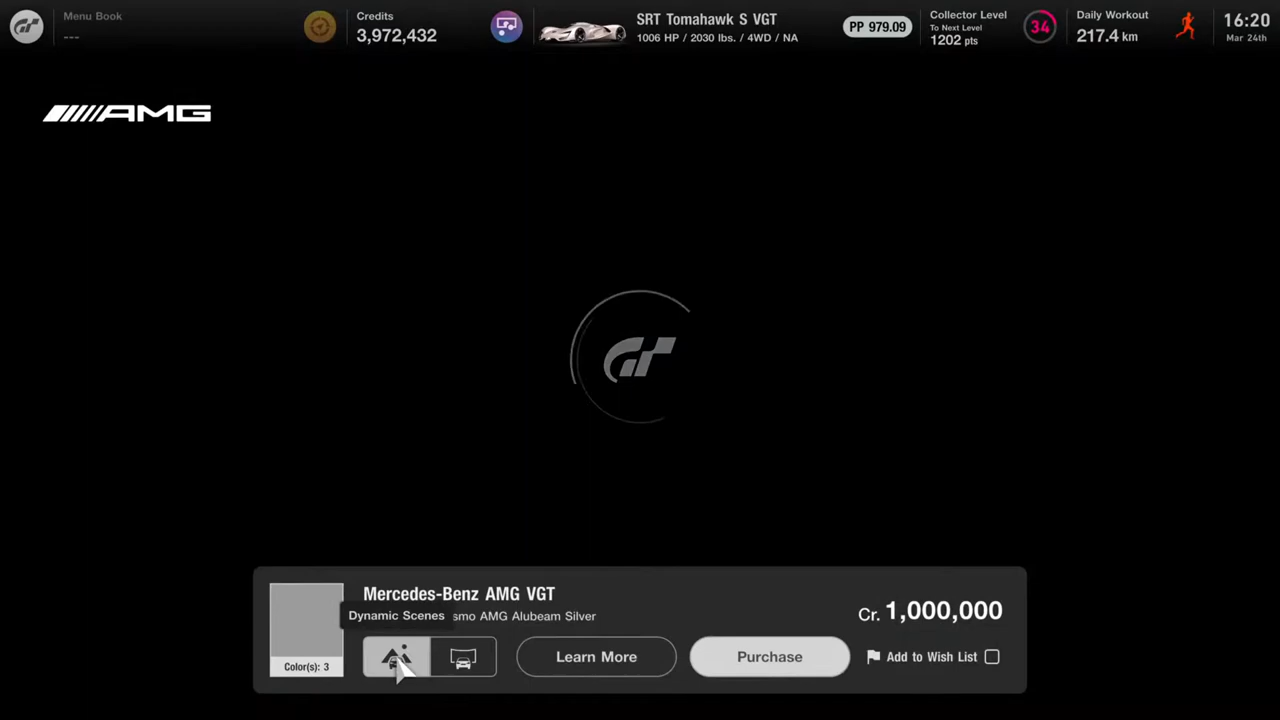 Menu Book
---
Credits
3,972,432
SRT Tomahawk S VGT
1006 HP / 2030 lbs. / 4WD / NA
PP 979.09
Collector Level
To Next Level
1202 pts
34
Daily Workout
217.4 km
16:20
Mar 24th
AMG
GT
Mercedes-Benz AMG VGT
Dynamic Scenes
smo AMG Alubeam Silver
Cr. 1,000,000
Color(s): 3
Learn More
Purchase
Add to Wish List